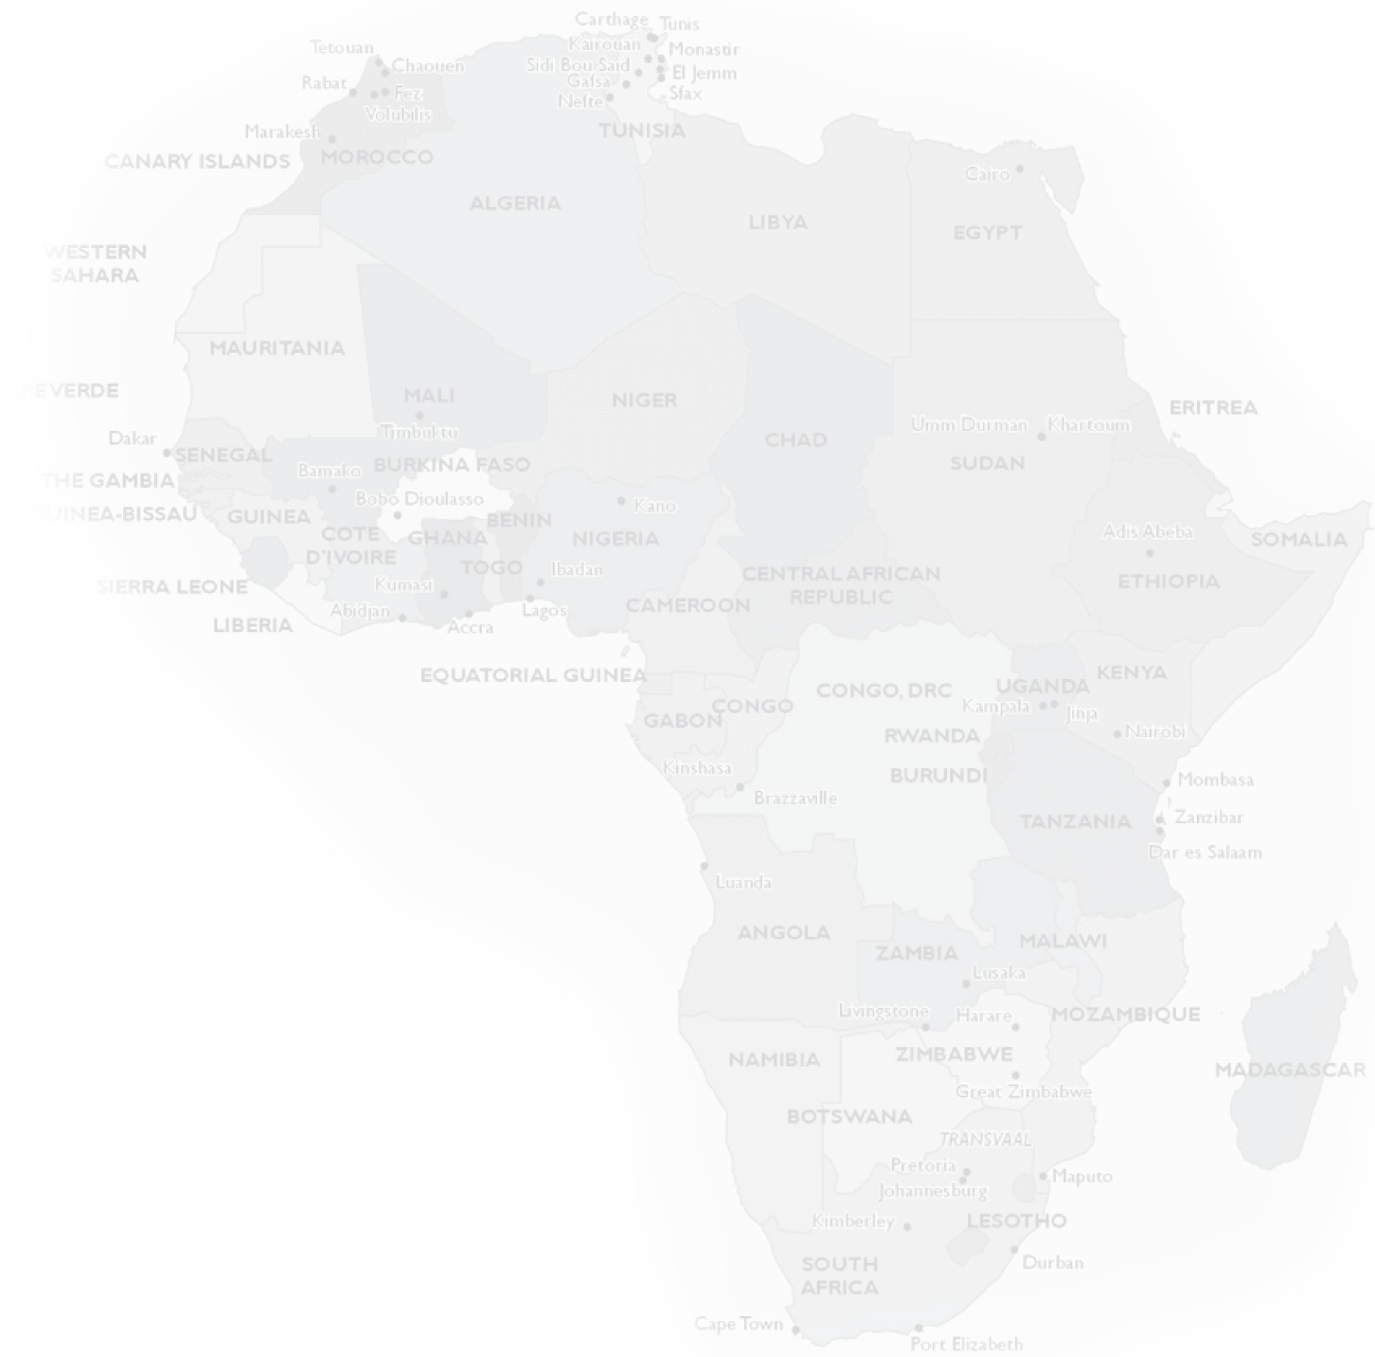 Carthage
Tunis
Tetouan
Kairouan
Monastir
Chaouen
Sidi Bou Said
El Jemm
Rabat
Gafsa
Fez
Sfax
Nefte
Volubilis
Marakesh
TUNISIA
CANARY ISLANDS
MOROCCO
Cairo
ALGERIA
LIBYA
EGYPT
WESTERN
SAHARA
MAURITANIA
PE VERDE
MALI
NIGER
ERITREA
Timbuktu
Umm Durman
Khartoum
Dakar
CHAD
SENEGAL
BURKINA FASO
SUDAN
Bamako
THE GAMBIA
Bobo Dioulasso
Kano
UINEA-BISSAU
GUINEA
BENIN
COTE
D'IVOIRE
GHANA
NIGERIA
Adis Abeba
SOMALIA
TOGO
Ibadan
CENTRAL AFRICAN
REPUBLIC
ETHIOPIA
SIERRA LEONE
Kumasi
Abidjan
Lagos
CAMEROON
LIBERIA
Accra
EQUATORIAL GUINEA
KENYA
CONGO, DRC
UGANDA
CONGO
Kampala
Jinja
GABON
RWANDA
Nairobi
Kinshasa
BURUNDI
Mombasa
Brazzaville
TANZANIA
Zanzibar
Dar es Salaam
Luanda
ANGOLA
MALAWI
ZAMBIA
Lusaka
Livingstone
Harare
MOZAMBIQUE
NAMIBIA
ZIMBABWE
MADAGASCAR
Great Zimbabwe
BOTSWANA
TRANSVAAL
Pretoria
Maputo
Johannesburg
Kimberley
LESOTHO
SOUTH
AFRICA
Durban
Cape Town
Port Elizabeth